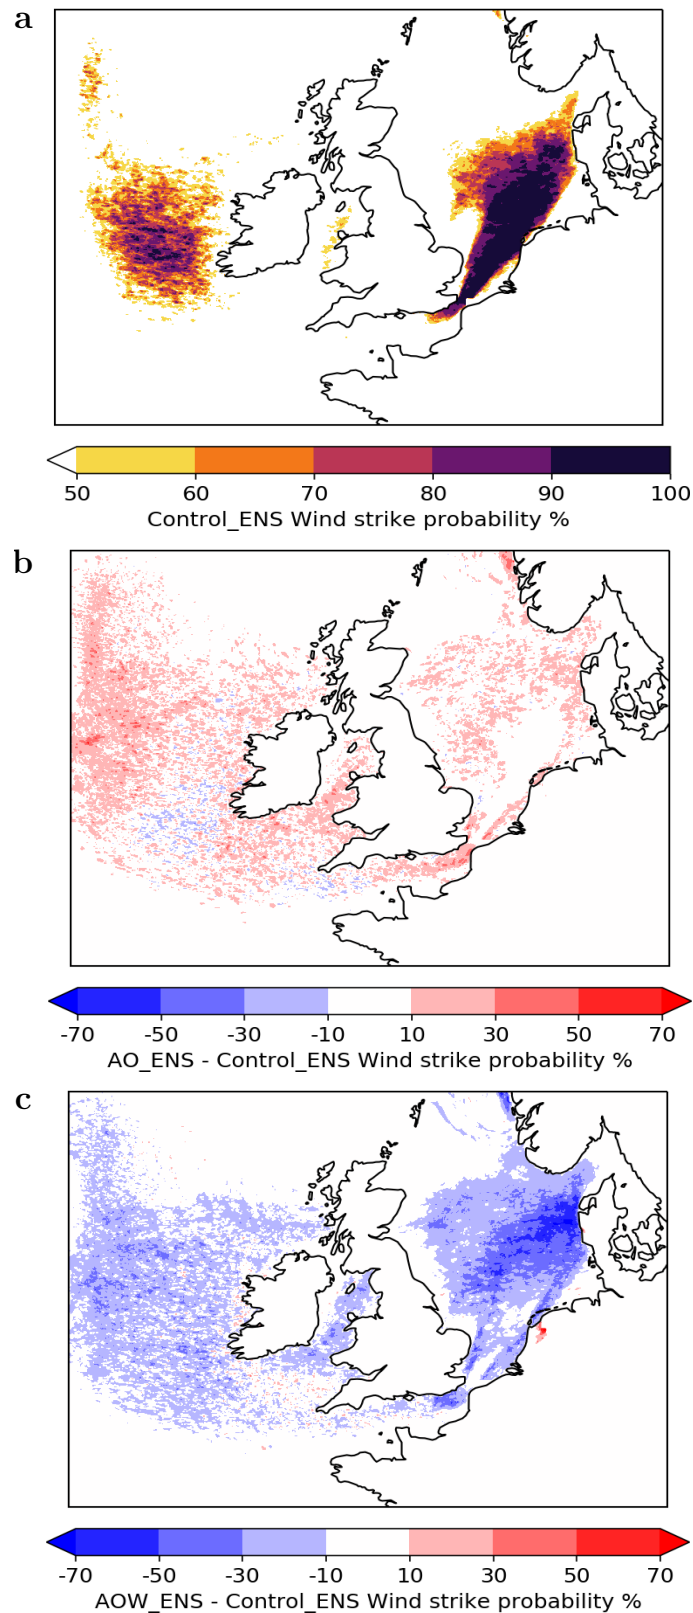 a
50 60 70 80 90 100
Control_ENS Wind strike probability %
b
-70 -50 -30 -10 10 30 50 70
AO_ENS - Control_ENS Wind strike probability %
c
-70 -50 -30 -10 10 30 50 70
AOW_ENS - Control_ENS Wind strike probability %